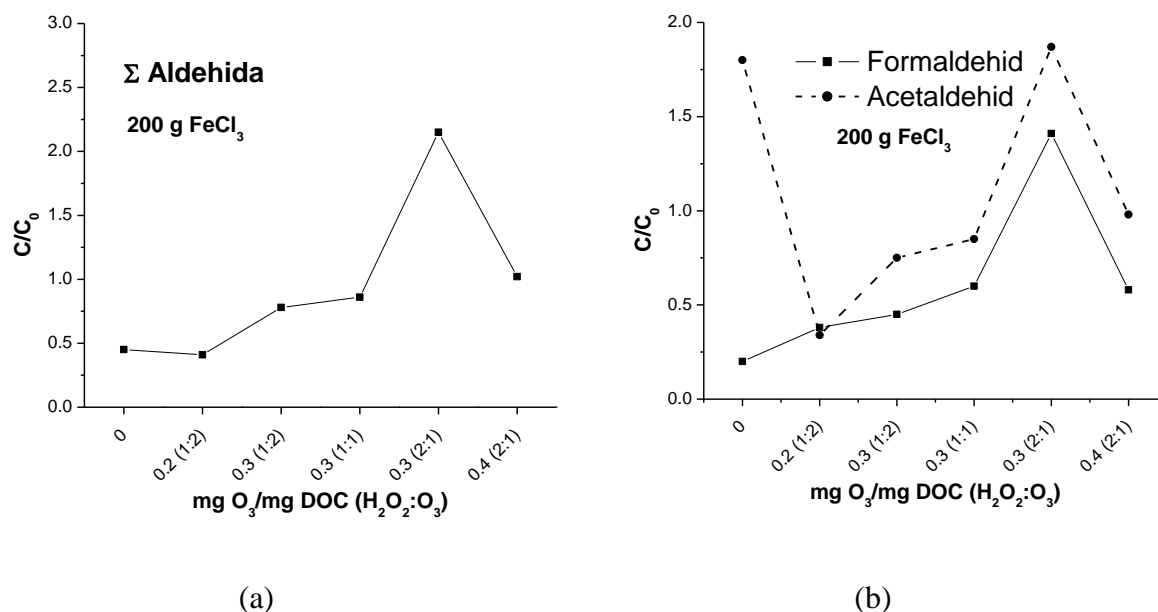 3.0
2.5
2.0
1.5
1.0
0.5
0.0
C/C₀
Σ Aldehida
200 g FeCl₃
0
0.2 (1:2)
0.3 (1:2)
0.3 (1:1)
0.3 (2:1)
0.4 (2:1)
mg O₃/mg DOC (H₂O₂:O₃)
(a)
2.0
1.5
1.0
0.5
0.0
C/C₀
Formaldehid
Acetaldehid
200 g FeCl₃
0
0.2 (1:2)
0.3 (1:2)
0.3 (1:1)
0.3 (2:1)
0.4 (2:1)
mg O₃/mg DOC (H₂O₂:O₃)
(b)